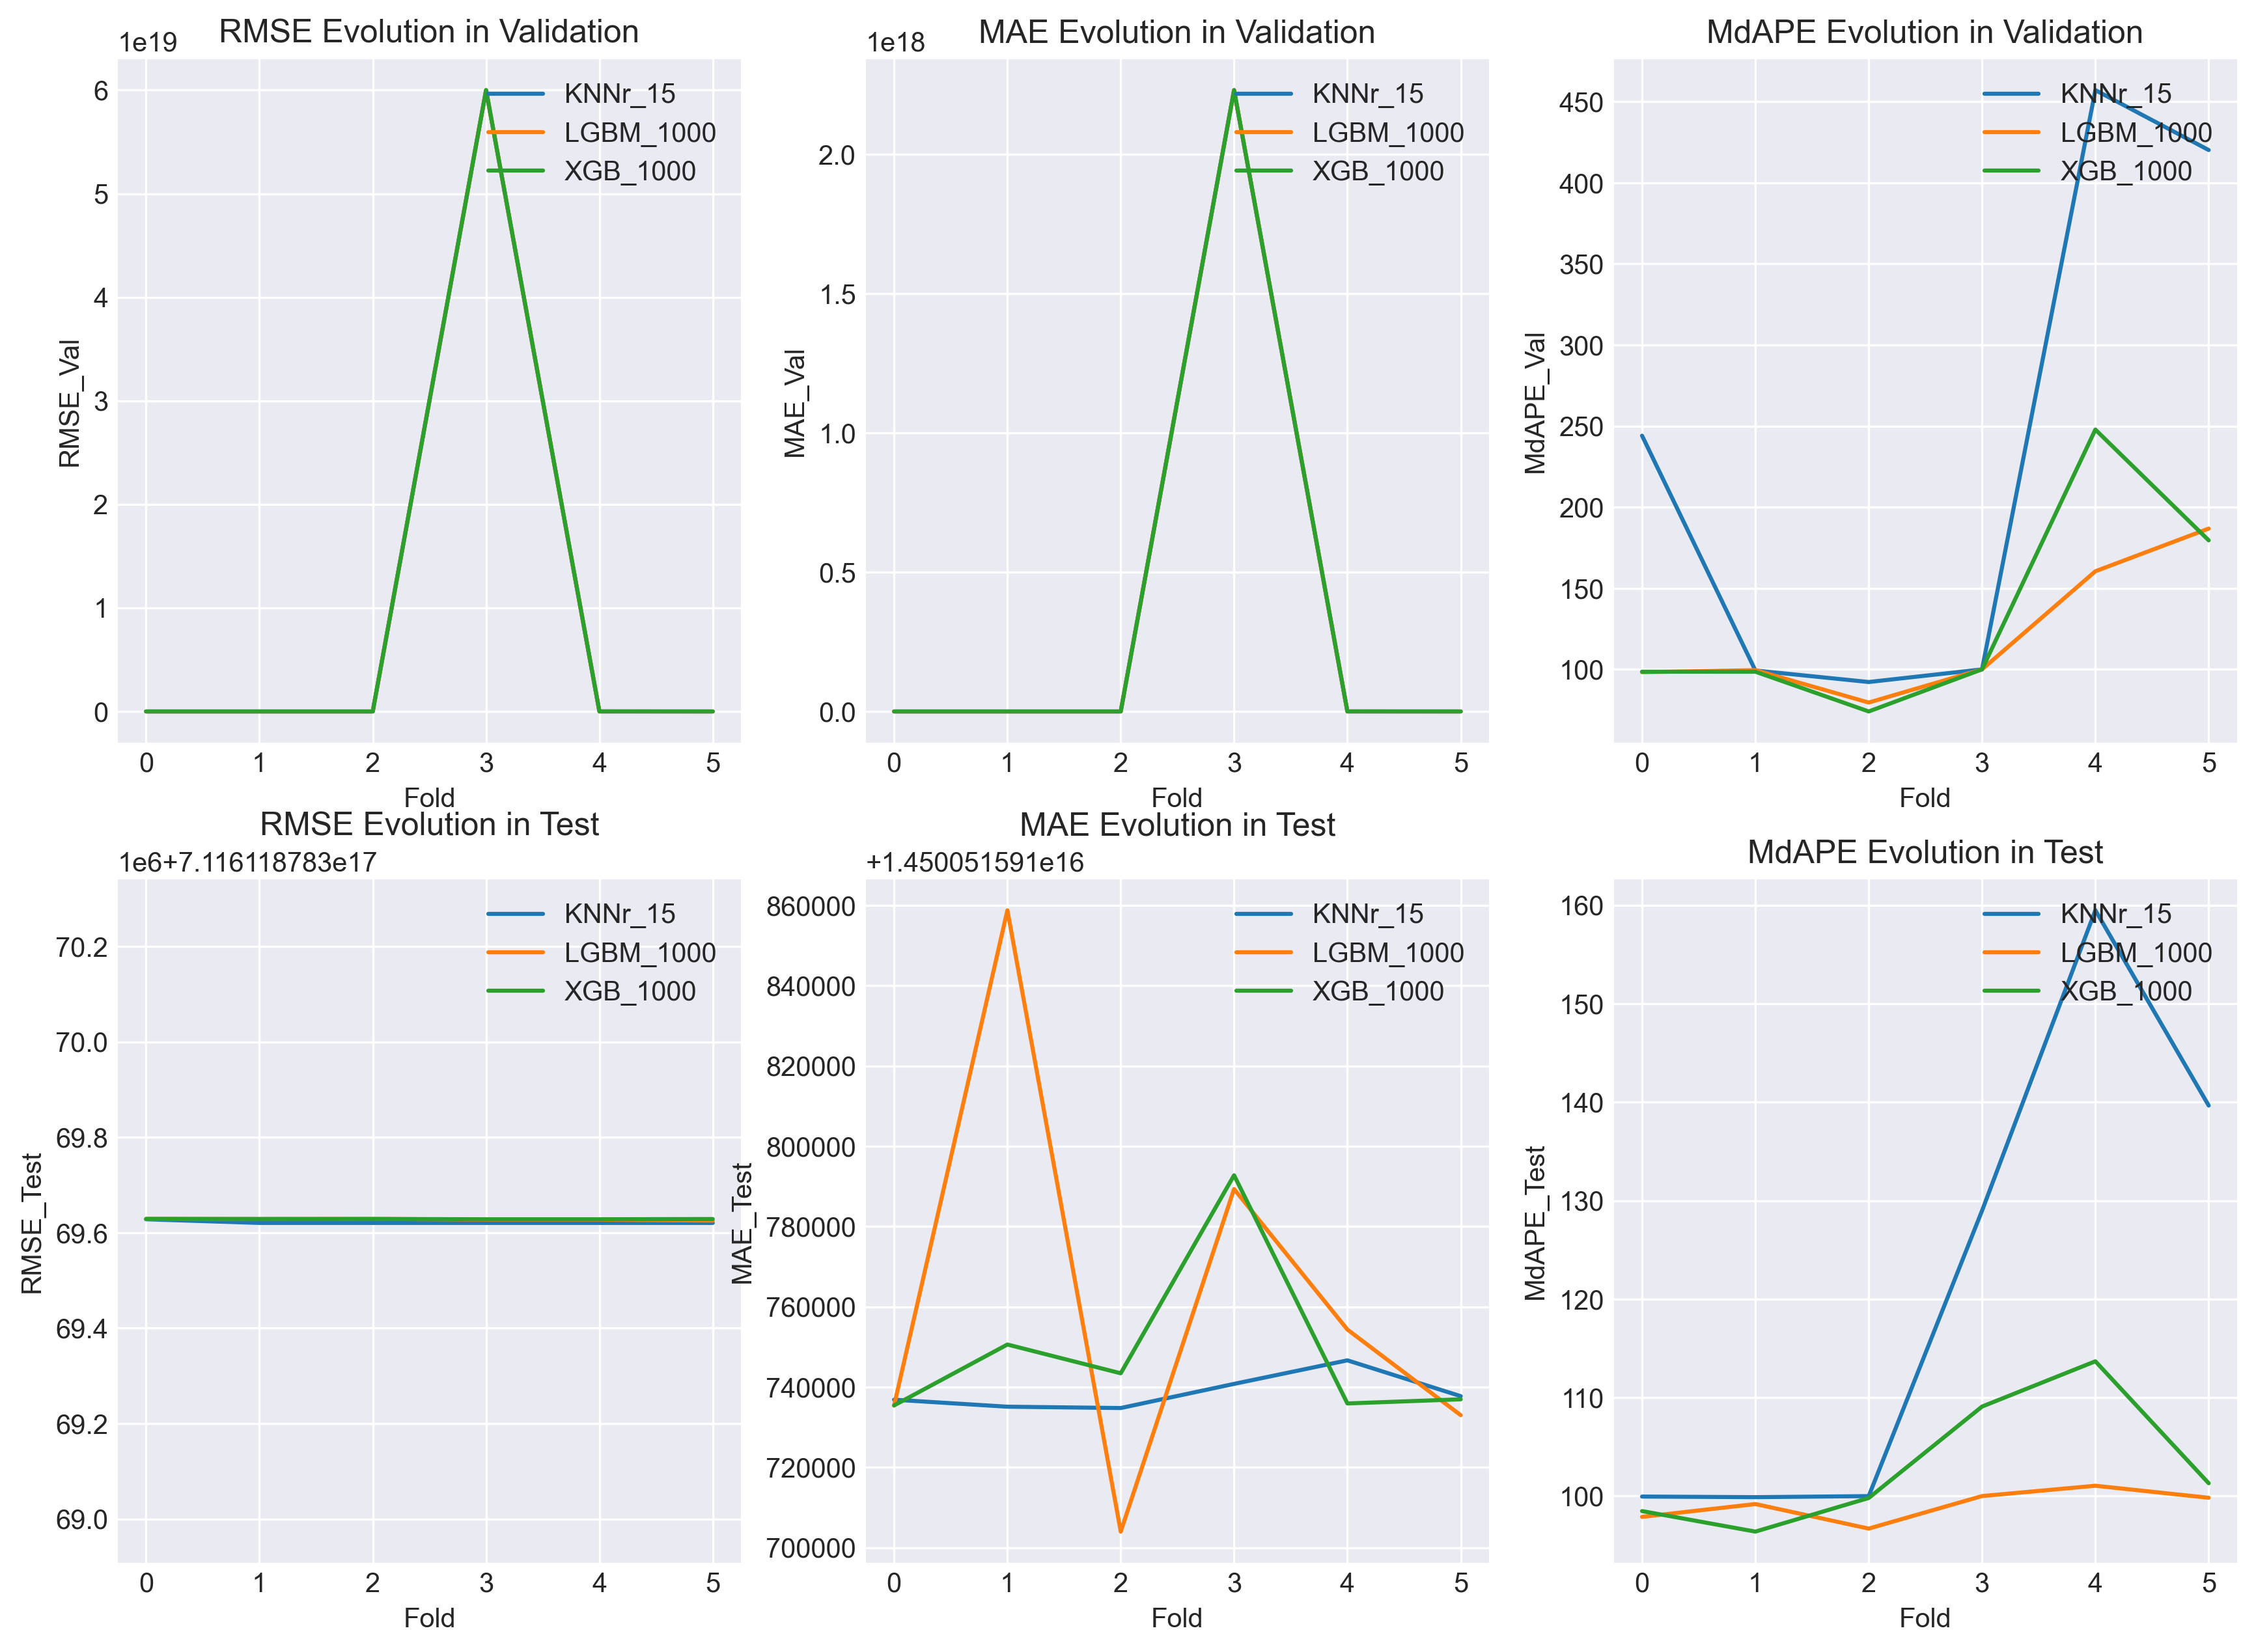 RMSE Evolution in Validation
1e19
RMSE_Val
6
5
4
3
2
1
0
KNNr_15
LGBM_1000
XGB_1000
0 1 2 3 4 5
Fold
MAE Evolution in Validation
1e18
MAE_Val
2.0
1.5
1.0
0.5
0.0
KNNr_15
LGBM_1000
XGB_1000
0 1 2 3 4 5
Fold
MdAPE Evolution in Validation
MdAPE_Val
450
400
350
300
250
200
150
100
KNNr_15
LGBM_1000
XGB_1000
0 1 2 3 4 5
Fold
RMSE Evolution in Test
1e6+7.116118783e17
RMSE_Test
70.2
70.0
69.8
69.6
69.4
69.2
69.0
KNNr_15
LGBM_1000
XGB_1000
0 1 2 3 4 5
Fold
MAE Evolution in Test
+1.450051591e16
MAE_Test
860000
840000
820000
800000
780000
760000
740000
720000
700000
KNNr_15
LGBM_1000
XGB_1000
0 1 2 3 4 5
Fold
MdAPE Evolution in Test
MdAPE_Test
160
150
140
130
120
110
100
KNNr_15
LGBM_1000
XGB_1000
0 1 2 3 4 5
Fold